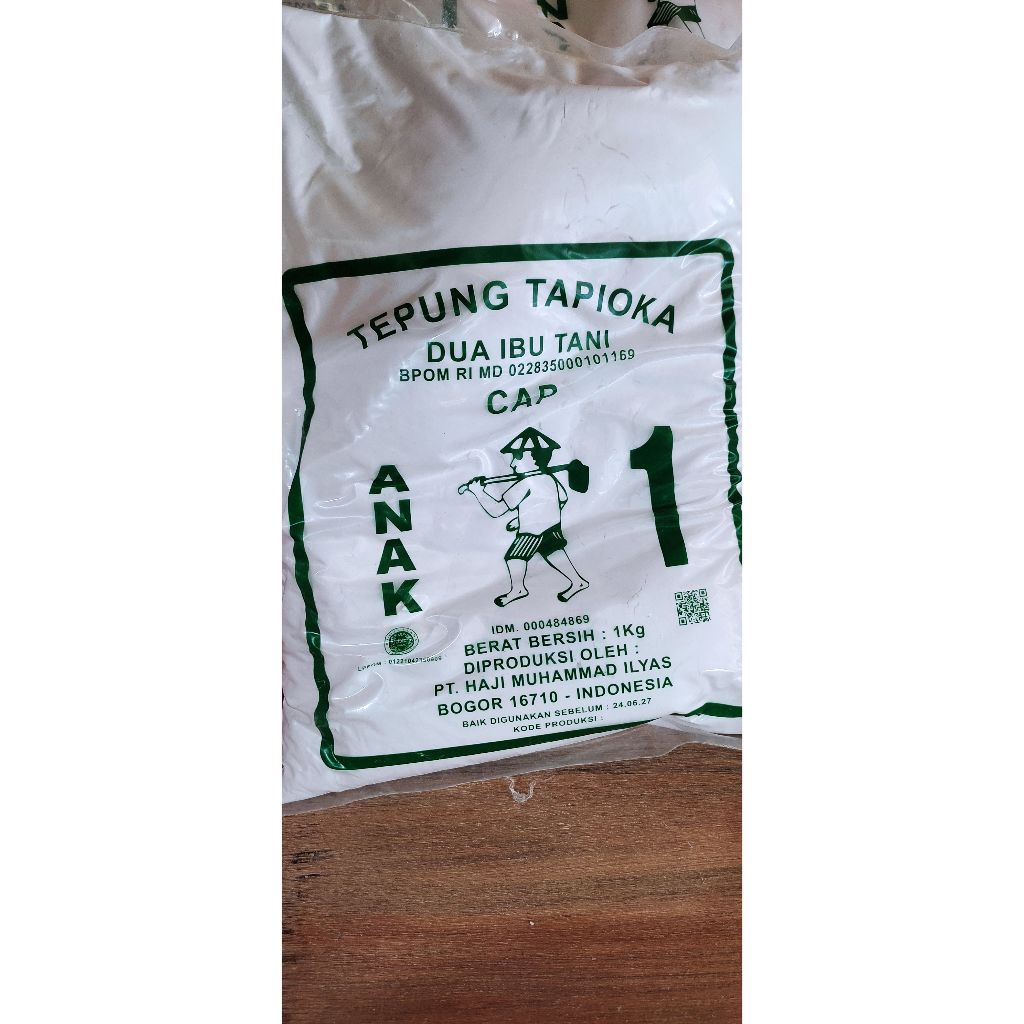 TEPUNG TAPIOKA
DUA IBU TANI
BPOM RI MD 022835000101169
CAP
ANAK
1
IDM. 000484869
BERAT BERSIH : 1Kg
DIPRODUKSI OLEH :
PT. HAJI MUHAMMAD ILYAS
BOGOR 16710 - INDONESIA
BAIK DIGUNAKAN SEBELUM : 24.06.27
KODE PRODUKSI :